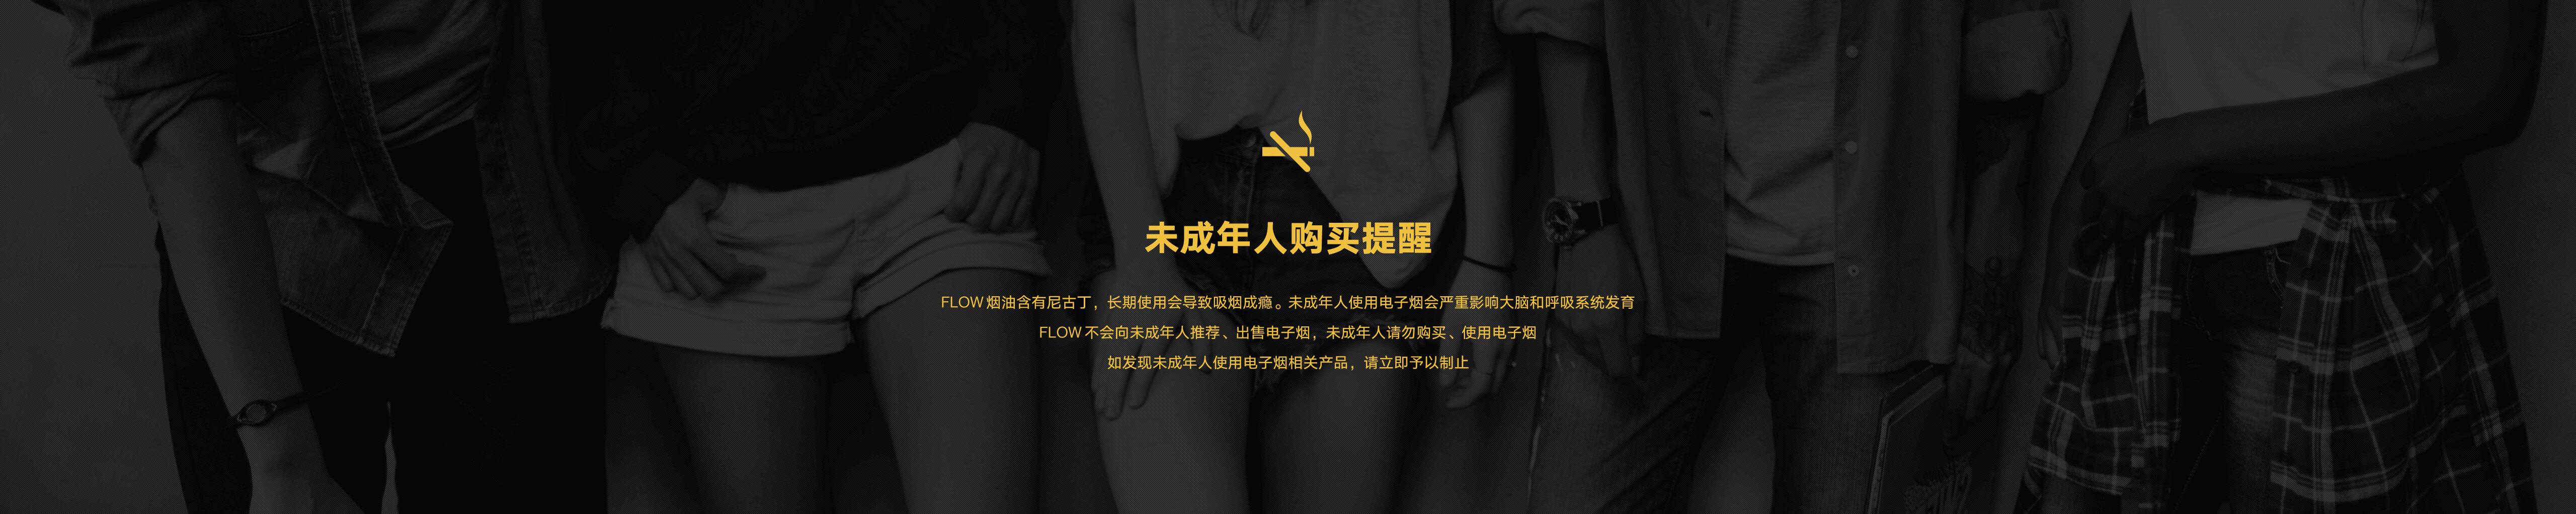 未成年人购买提醒
FLOW 烟油含有尼古丁，长期使用会导致吸烟成瘾。未成年人使用电子烟会严重影响大脑和呼吸系统发育
FLOW 不会向未成年人推荐、出售电子烟，未成年人请勿购买、使用电子烟
如发现未成年人使用电子烟相关产品，请立即予以制止